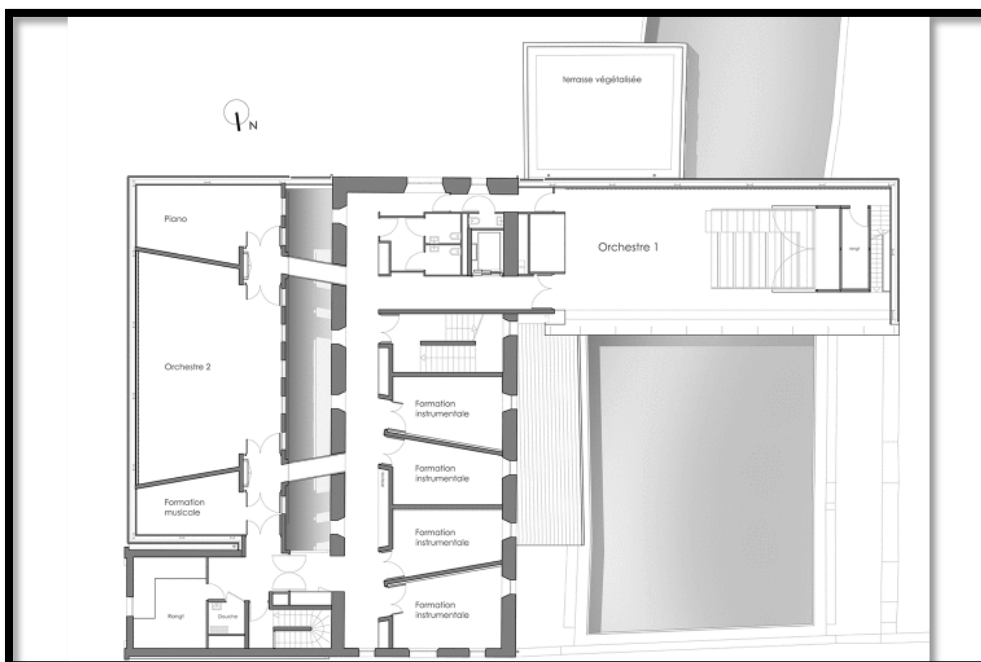 terrasse végétalisée
N
Piano
Orchestre 1
Orchestre 2
Formation
instrumentale
Formation
instrumentale
Formation
musicale
Formation
instrumentale
Formation
instrumentale
Rangt
Douche